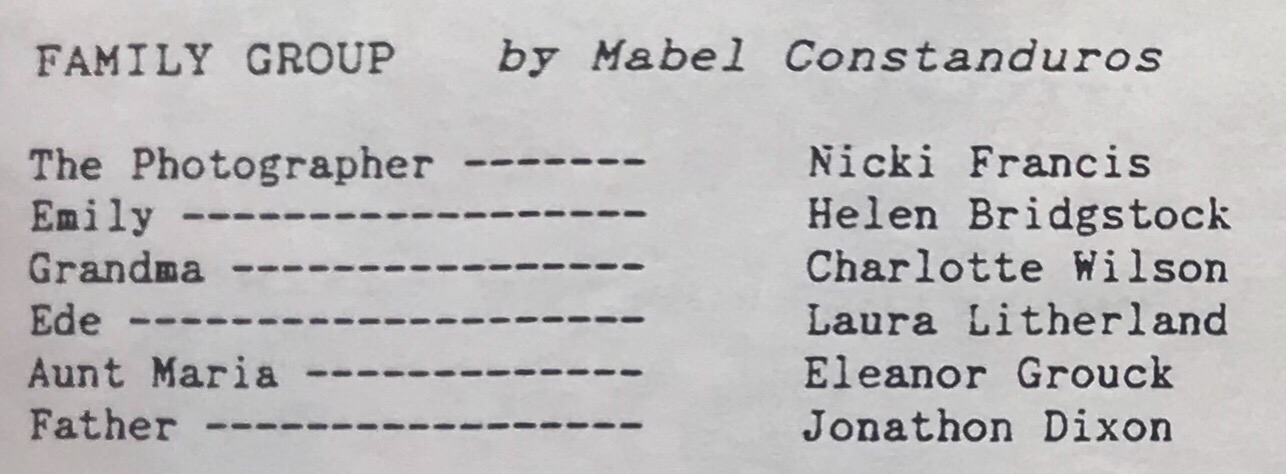 FAMILY GROUP by Mabel Constanduros
The Photographer ------- Nicki Francis
Emily ------------------ Helen Bridgstock
Grandma ---------------- Charlotte Wilson
Ede -------------------- Laura Litherland
Aunt Maria ------------- Eleanor Grouck
Father ----------------- Jonathon Dixon